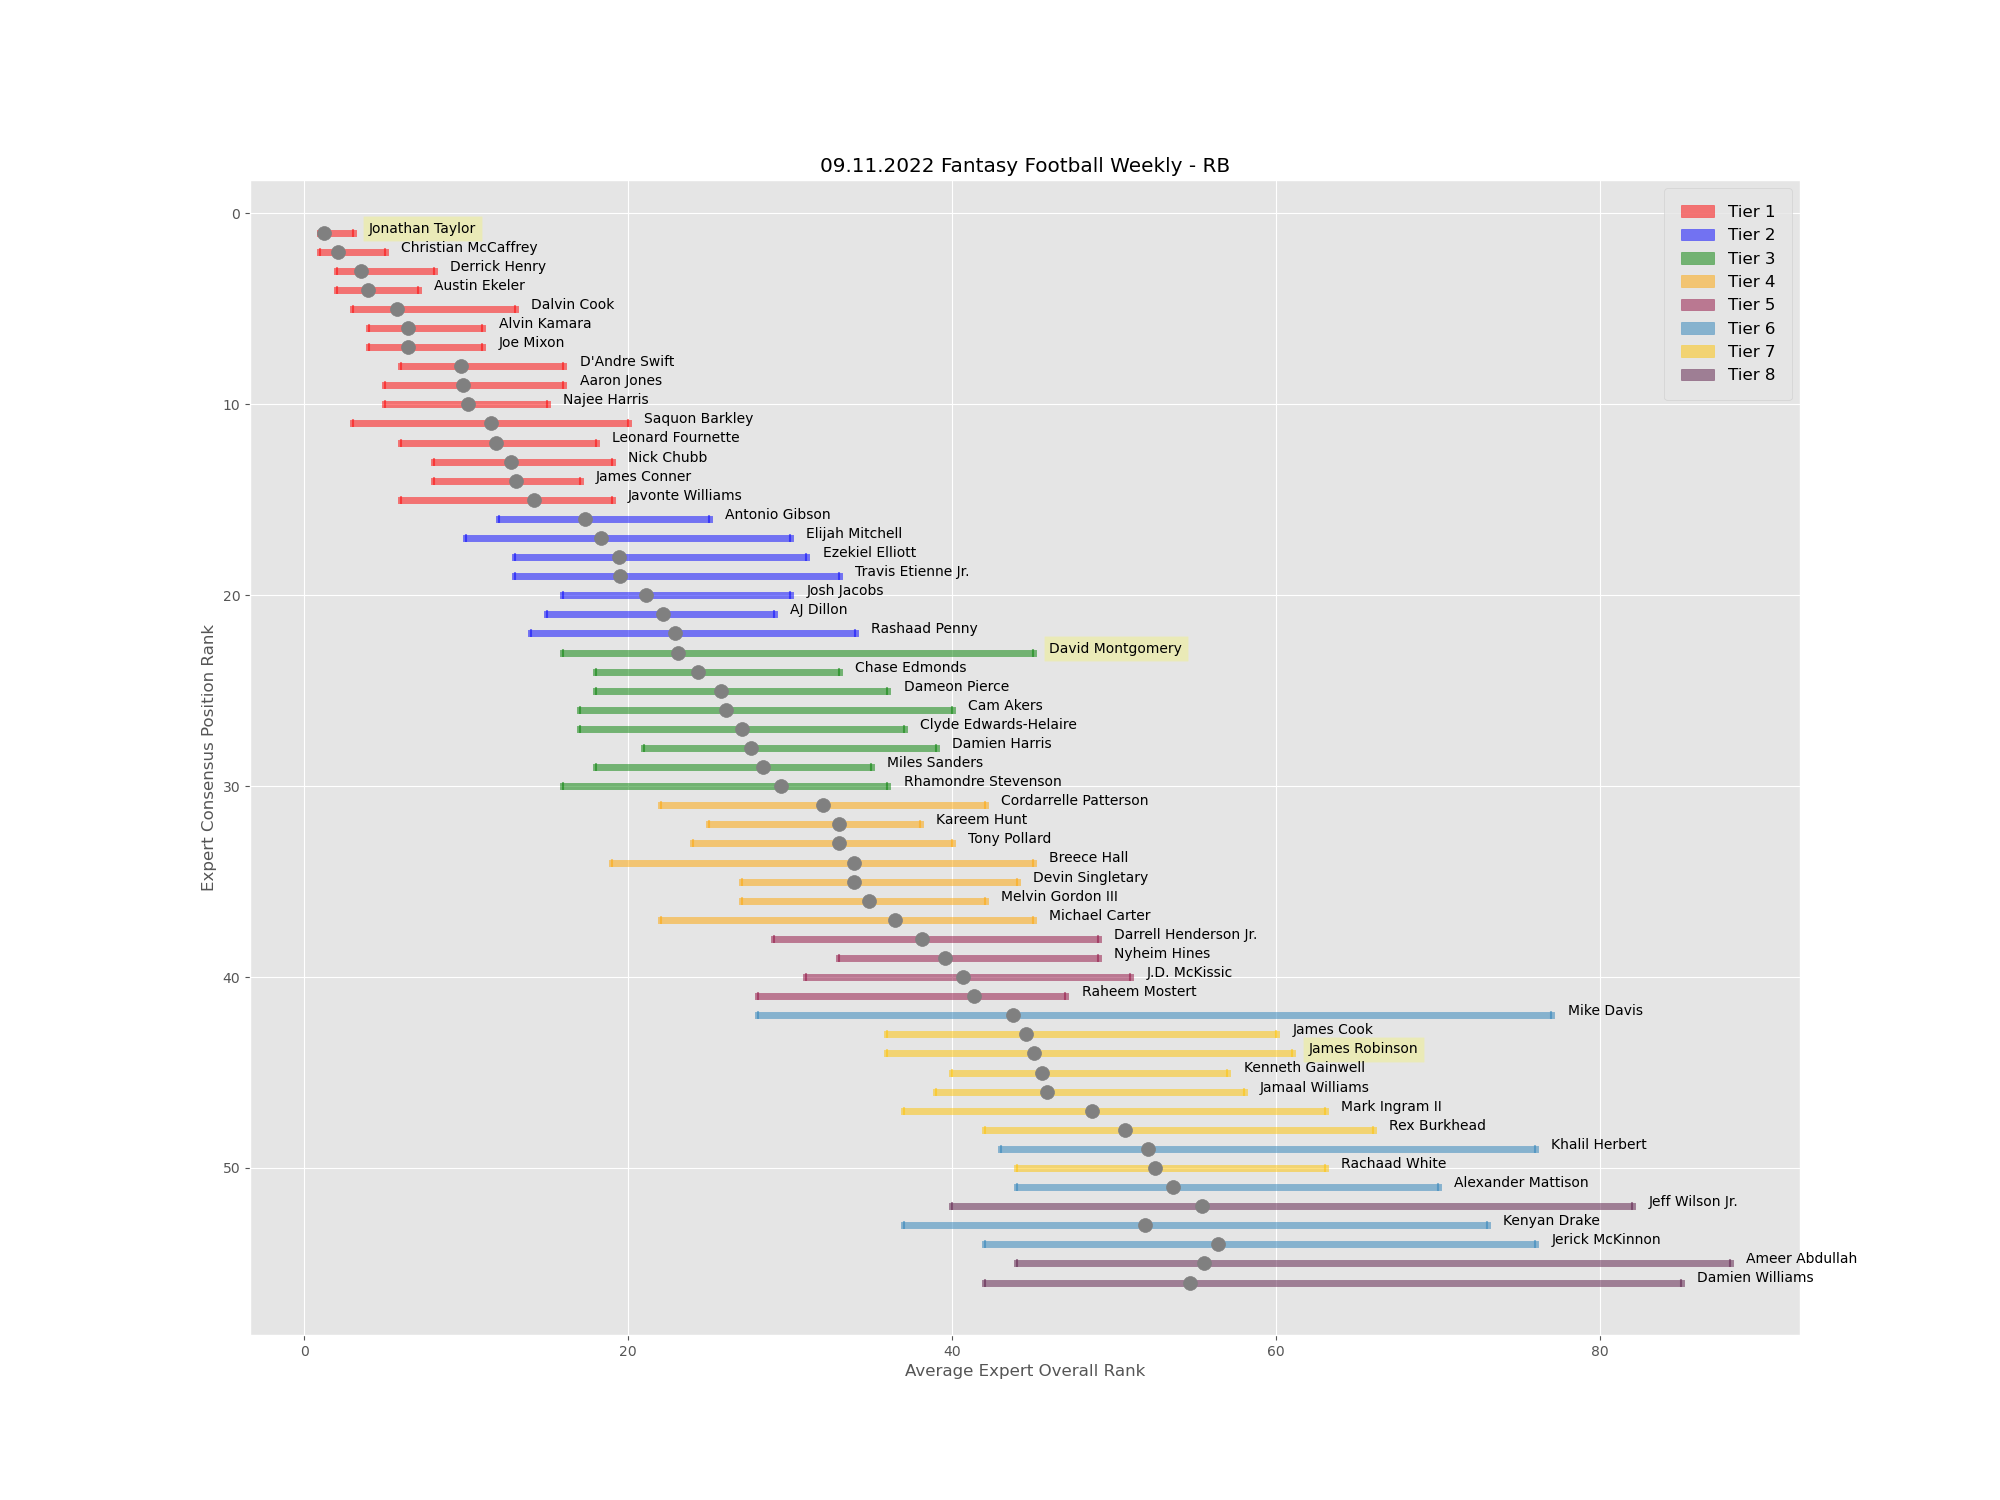 09.11.2022 Fantasy Football Weekly - RB
Tier 1
Tier 2
Tier 3
Tier 4
Tier 5
Tier 6
Tier 7
Tier 8
Expert Consensus Position Rank
0
10
20
30
40
50
Jonathan Taylor
Christian McCaffrey
Derrick Henry
Austin Ekeler
Dalvin Cook
Alvin Kamara
Joe Mixon
D'Andre Swift
Aaron Jones
Najee Harris
Saquon Barkley
Leonard Fournette
Nick Chubb
James Conner
Javonte Williams
Antonio Gibson
Elijah Mitchell
Ezekiel Elliott
Travis Etienne Jr.
Josh Jacobs
AJ Dillon
Rashaad Penny
David Montgomery
Chase Edmonds
Dameon Pierce
Cam Akers
Clyde Edwards-Helaire
Damien Harris
Miles Sanders
Rhamondre Stevenson
Cordarrelle Patterson
Kareem Hunt
Tony Pollard
Breece Hall
Devin Singletary
Melvin Gordon III
Michael Carter
Darrell Henderson Jr.
Nyheim Hines
J.D. McKissic
Raheem Mostert
Mike Davis
James Cook
James Robinson
Kenneth Gainwell
Jamaal Williams
Mark Ingram II
Rex Burkhead
Khalil Herbert
Rachaad White
Alexander Mattison
Jeff Wilson Jr.
Kenyan Drake
Jerick McKinnon
Ameer Abdullah
Damien Williams
0 20 40 60 80
Average Expert Overall Rank